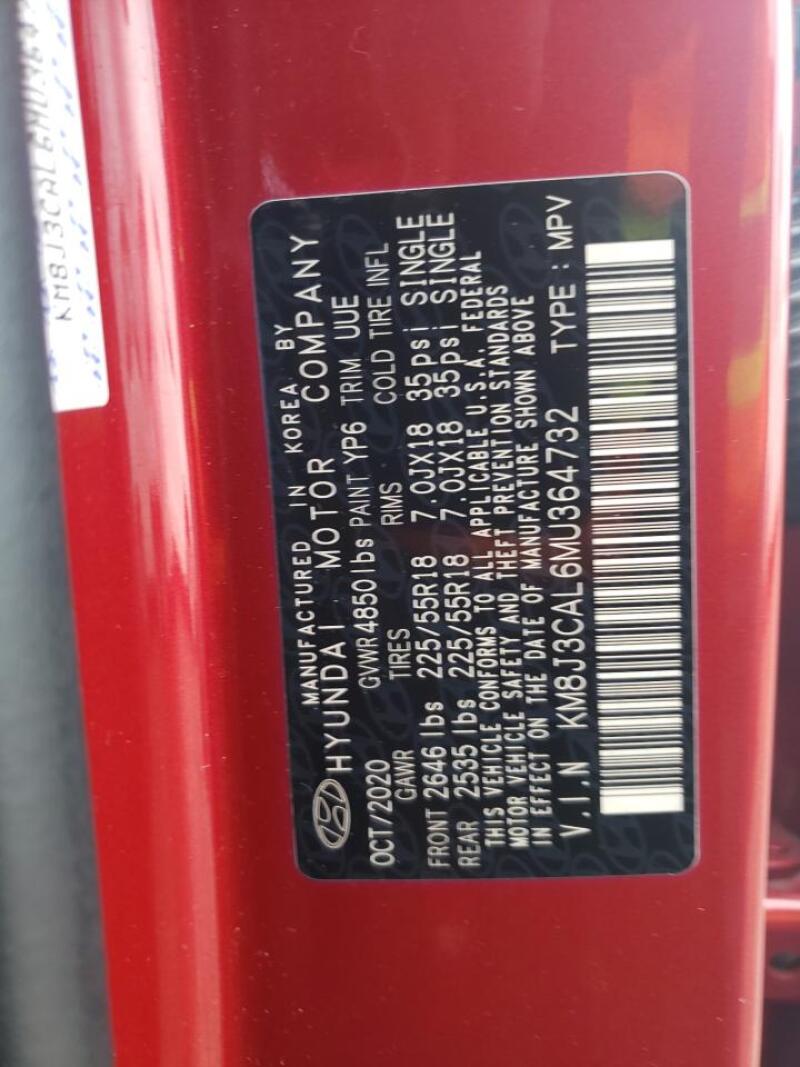 KM8J3CAL6MU364
MANUFACTURED IN KOREA BY
HYUNDAI MOTOR COMPANY
OCT/2020 GVWR 4850 lbs PAINT YP6 TRIM UUE
GAWR TIRES RIMS COLD TIRE INFL
FRONT 2646 lbs 225/55R18 7.0JX18 35psi SINGLE
REAR 2535 lbs 225/55R18 7.0JX18 35psi SINGLE
THIS VEHICLE CONFORMS TO ALL APPLICABLE U.S.A. FEDERAL
MOTOR VEHICLE SAFETY AND THEFT PREVENTION STANDARDS
IN EFFECT ON THE DATE OF MANUFACTURE SHOWN ABOVE
V.I.N KM8J3CAL6MU364732 TYPE : MPV